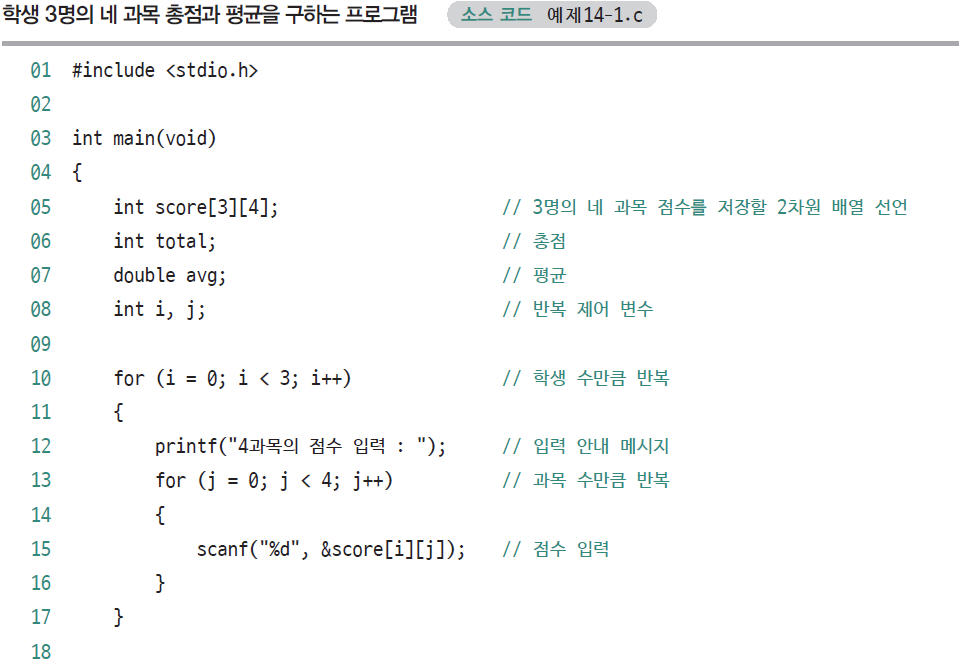 학생 3명의 네 과목 총점과 평균을 구하는 프로그램 소스 코드 예제14-1.c
01 #include <stdio.h>
02
03 int main(void)
04 {
05     int score[3][4]; // 3명의 네 과목 점수를 저장할 2차원 배열 선언
06     int total; // 총점
07     double avg; // 평균
08     int i, j; // 반복 제어 변수
09
10     for (i = 0; i < 3; i++) // 학생 수만큼 반복
11     {
12         printf("4과목의 점수 입력 : "); // 입력 안내 메시지
13         for (j = 0; j < 4; j++) // 과목 수만큼 반복
14         {
15             scanf("%d", &score[i][j]); // 점수 입력
16         }
17     }
18